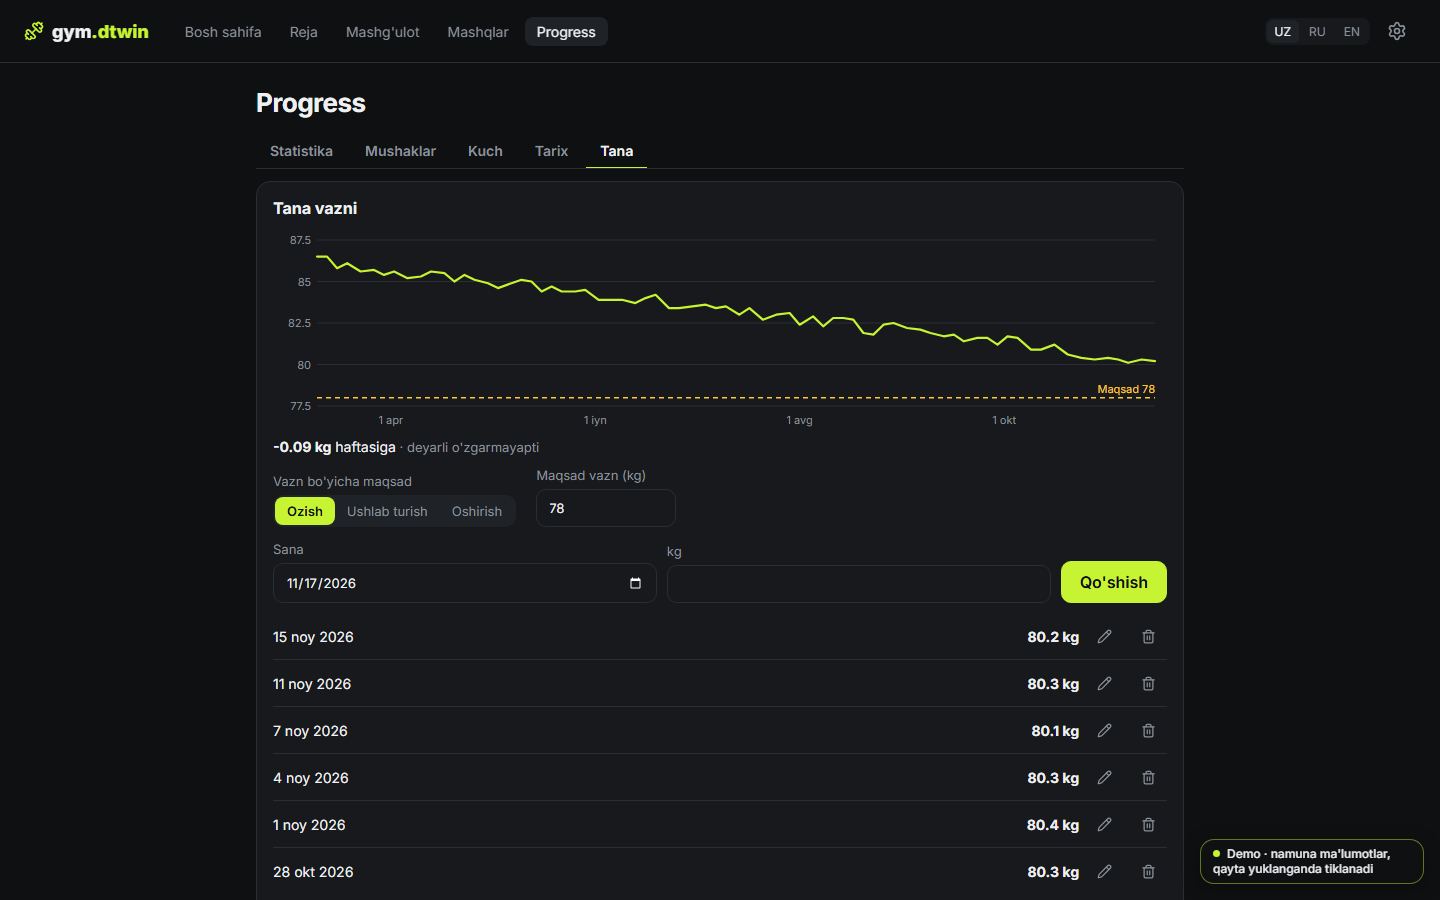 gym.dtwin Bosh sahifa Reja Mashg'ulot Mashqlar Progress UZ RU EN
Progress
Statistika Mushaklar Kuch Tarix Tana
Tana vazni
87.5
85
82.5
80
Maqsad 78
77.5
1 apr 1 iyn 1 avg 1 okt
-0.09 kg haftasiga · deyarli o'zgarmayapti
Vazn bo'yicha maqsad Maqsad vazn (kg)
Ozish Ushlab turish Oshirish 78
Sana kg
11/17/2026 Qo'shish
15 noy 2026 80.2 kg
11 noy 2026 80.3 kg
7 noy 2026 80.1 kg
4 noy 2026 80.3 kg
1 noy 2026 80.4 kg
28 okt 2026 80.3 kg
Demo · namuna ma'lumotlar,
qayta yuklanganda tiklanadi